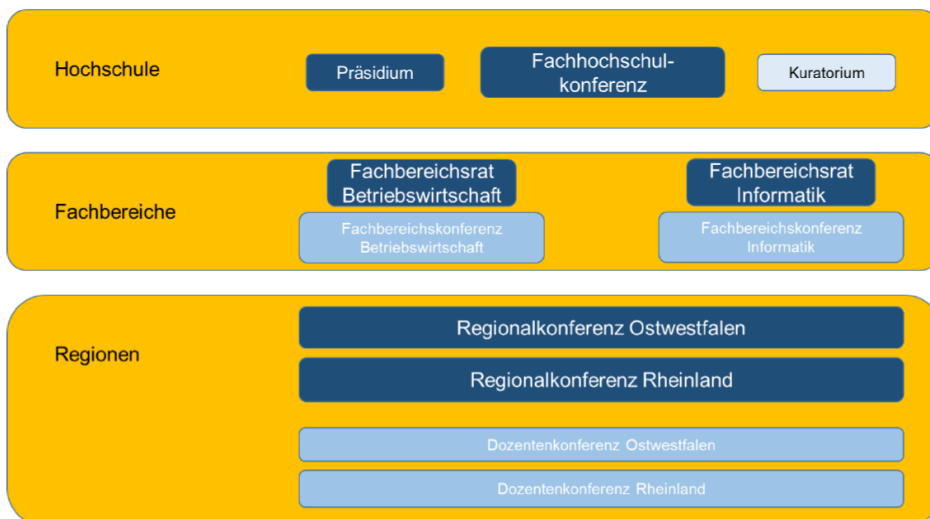 Hochschule
Präsidium
Fachhochschul-
konferenz
Kuratorium
Fachbereiche
Fachbereichsrat
Betriebswirtschaft
Fachbereichskonferenz
Betriebswirtschaft
Fachbereichsrat
Informatik
Fachbereichskonferenz
Informatik
Regionen
Regionalkonferenz Ostwestfalen
Regionalkonferenz Rheinland
Dozentenkonferenz Ostwestfalen
Dozentenkonferenz Rheinland